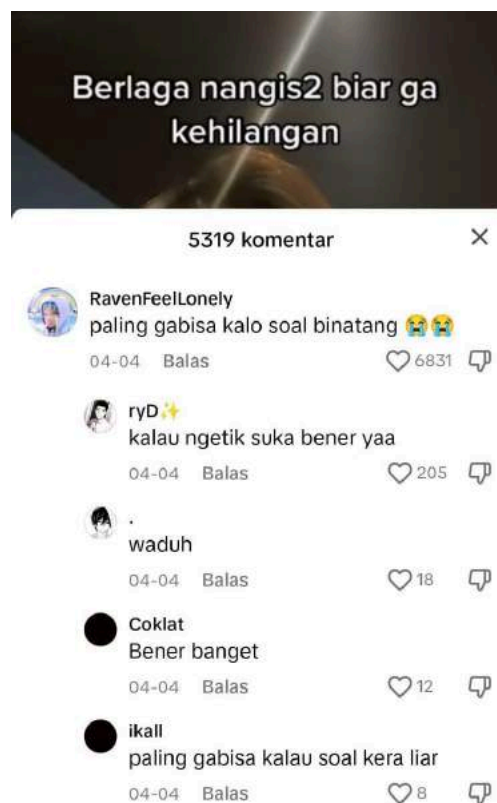 Berlaga nangis2 biar ga
kehilangan
5319 komentar
RavenFeelLonely
paling gabisa kalo soal binatang 😭😭
04-04 Balas 6831
ryD✨
kalau ngetik suka bener yaa
04-04 Balas 205
.
waduh
04-04 Balas 18
Coklat
Bener banget
04-04 Balas 12
ikall
paling gabisa kalau soal kera liar
04-04 Balas 8